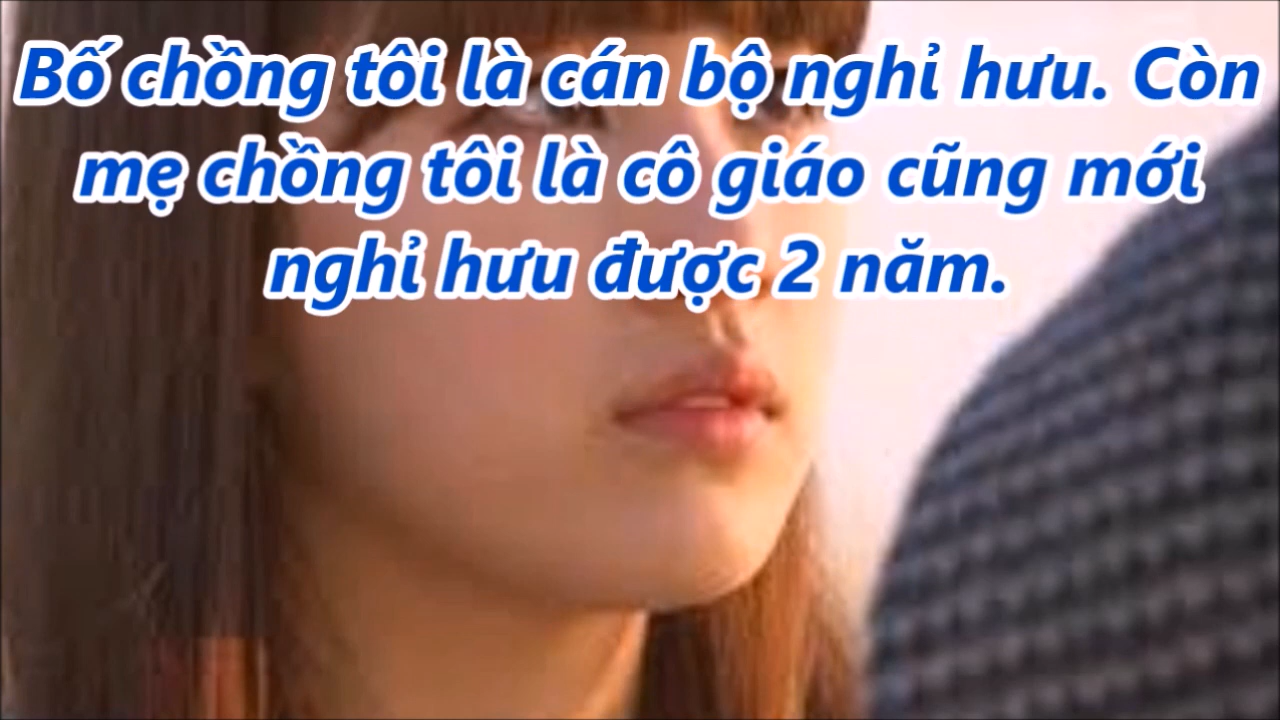 Bố chồng tôi là cán bộ nghỉ hưu. Còn
mẹ chồng tôi là cô giáo cũng mới
nghỉ hưu được 2 năm.